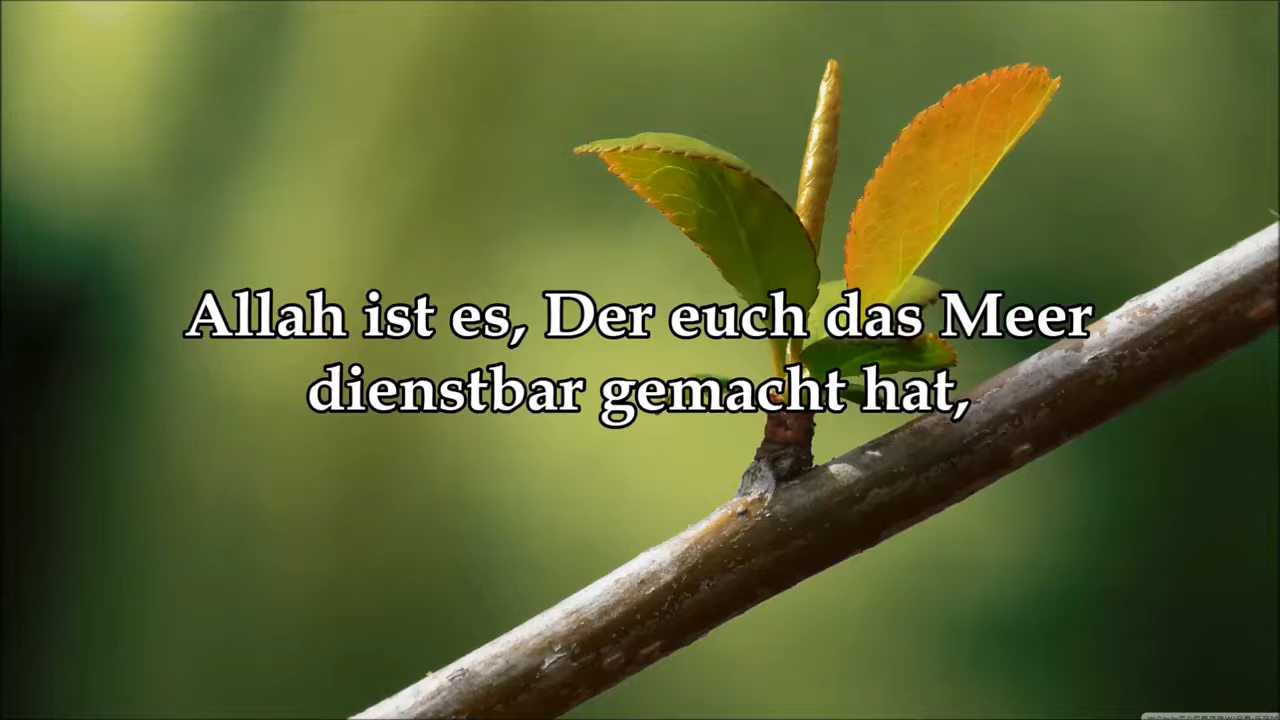 Allah ist es, Der euch das Meer
dienstbar gemacht hat,